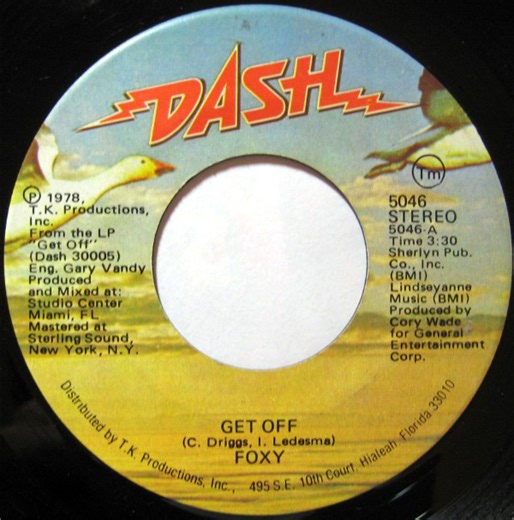 A
DASH
Tm
℗ 1978,
T.K. Productions,
Inc.
From the LP
"Get Off"
(Dash 30005)
Eng. Gary Vandy
Produced
and Mixed at:
Studio Center
Miami, FL
Mastered at
Sterling Sound,
New York, N.Y.
5046
STEREO
5046-A
Time 3:30
Sherlyn Pub.
Co., Inc.
(BMI)
Lindseyanne
Music (BMI)
Produced by
Cory Wade
for General
Entertainment
Corp.
GET OFF
(C. Driggs, I. Ledesma)
FOXY
Distributed by T.K. Productions, Inc., 495 S.E. 10th Court. Hialeah, Florida 33010